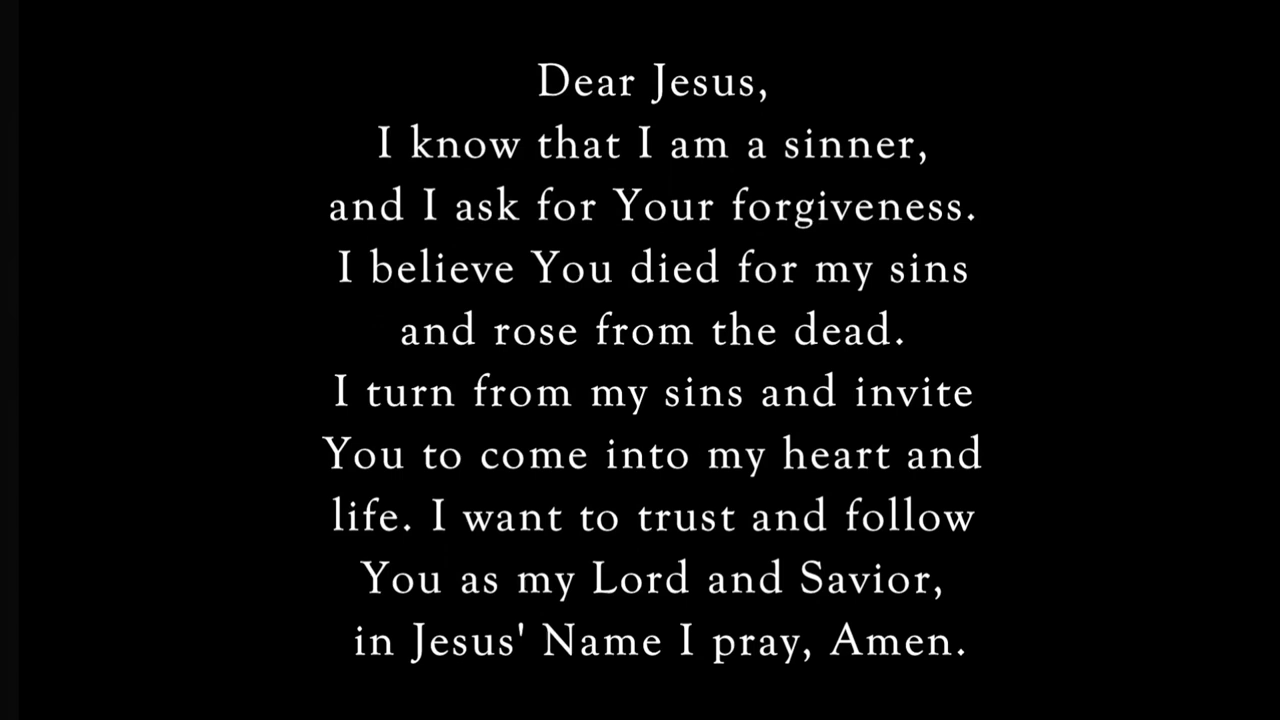 Dear Jesus,
I know that I am a sinner,
and I ask for Your forgiveness.
I believe You died for my sins
and rose from the dead.
I turn from my sins and invite
You to come into my heart and
life. I want to trust and follow
You as my Lord and Savior,
in Jesus' Name I pray, Amen.